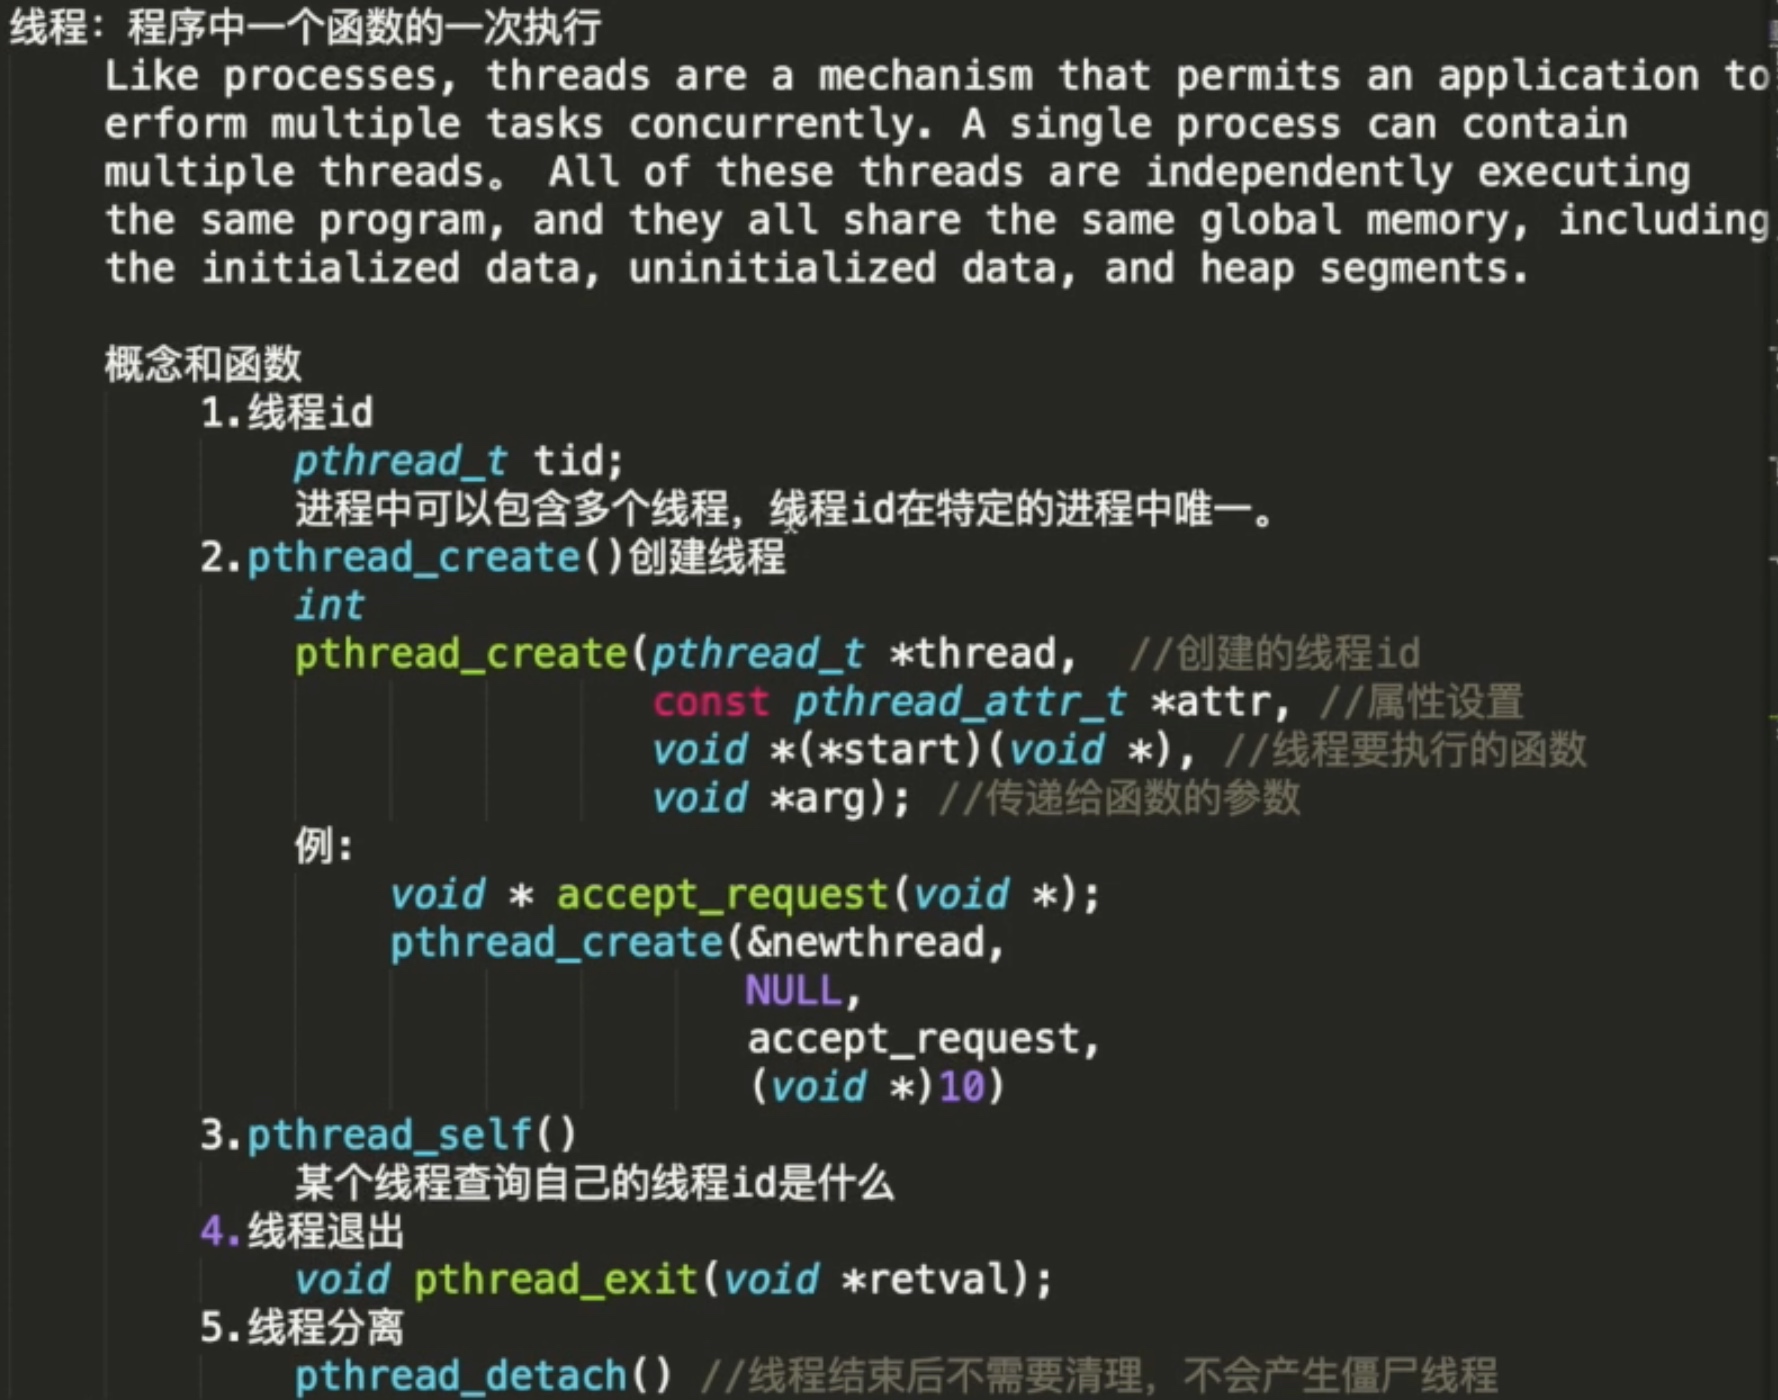 线程：程序中一个函数的一次执行
Like processes, threads are a mechanism that permits an application to
erform multiple tasks concurrently. A single process can contain
multiple threads。 All of these threads are independently executing
the same program, and they all share the same global memory, including
the initialized data, uninitialized data, and heap segments.
概念和函数
1.线程id
pthread_t tid;
进程中可以包含多个线程，线程id在特定的进程中唯一。
2.pthread_create()创建线程
int
pthread_create(pthread_t *thread,  //创建的线程id
const pthread_attr_t *attr, //属性设置
void *(*start)(void *), //线程要执行的函数
void *arg); //传递给函数的参数
例:
void * accept_request(void *);
pthread_create(&newthread,
NULL,
accept_request,
(void *)10)
3.pthread_self()
某个线程查询自己的线程id是什么
4.线程退出
void pthread_exit(void *retval);
5.线程分离
pthread_detach() //线程结束后不需要清理，不会产生僵尸线程